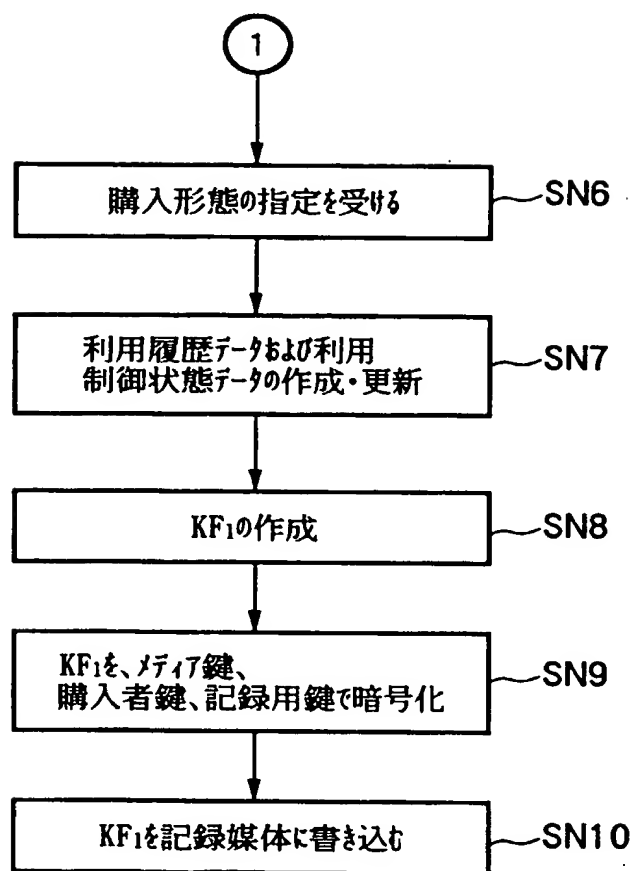 1
購入形態の指定を受ける
SN6
利用履歴データおよび利用
制御状態データの作成・更新
SN7
KF₁の作成
SN8
KF₁を、メディア鍵、
購入者鍵、記録用鍵で暗号化
SN9
KF₁を記録媒体に書き込む
SN10